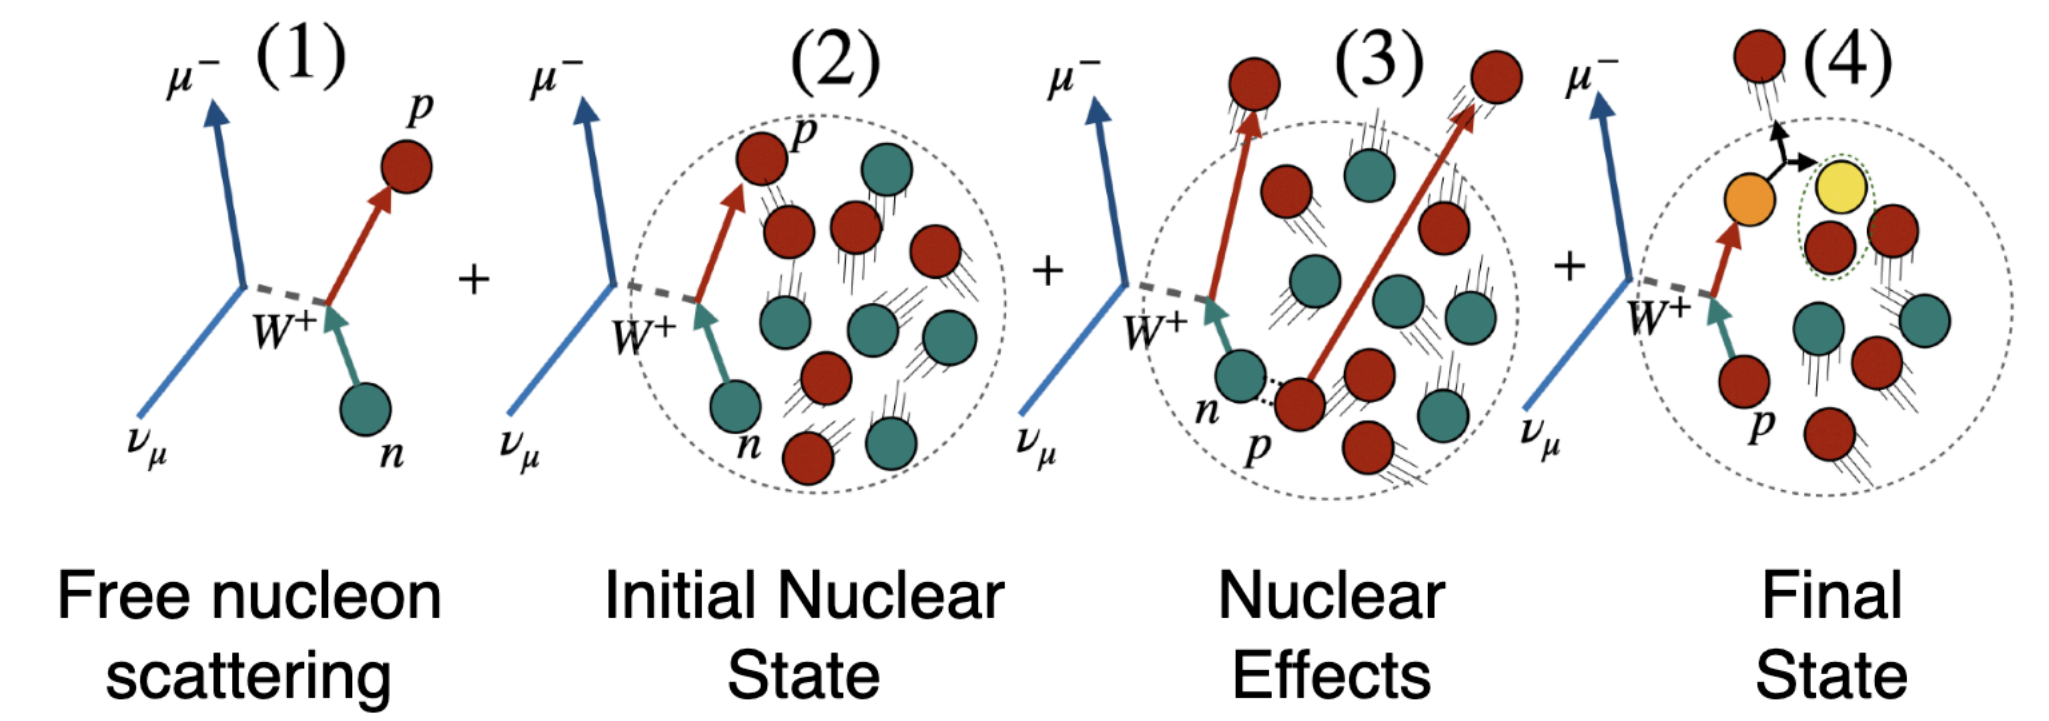 (1)
μ⁻
p
W⁺
ν_μ
n
+
(2)
μ⁻
p
W⁺
ν_μ
n
+
(3)
μ⁻
W⁺
n
p
ν_μ
+
(4)
μ⁻
W⁺
p
ν_μ
Free nucleon
scattering
Initial Nuclear
State
Nuclear
Effects
Final
State